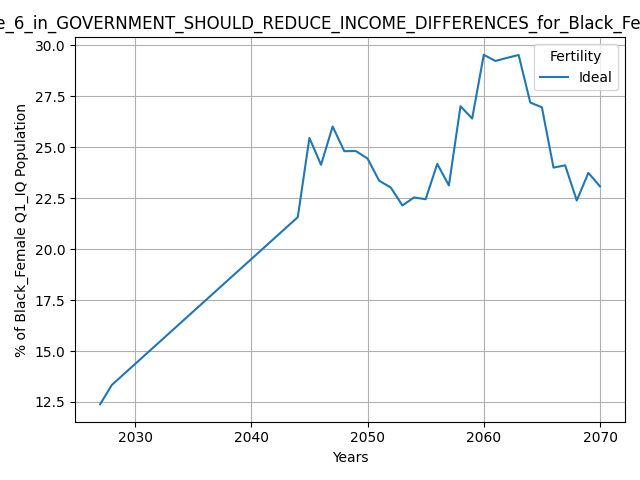 e_6_in_GOVERNMENT_SHOULD_REDUCE_INCOME_DIFFERENCES_for_Black_Fe
Fertility
Ideal
% of Black_Female Q1_IQ Population
30.0
27.5
25.0
22.5
20.0
17.5
15.0
12.5
2030
2040
2050
2060
2070
Years